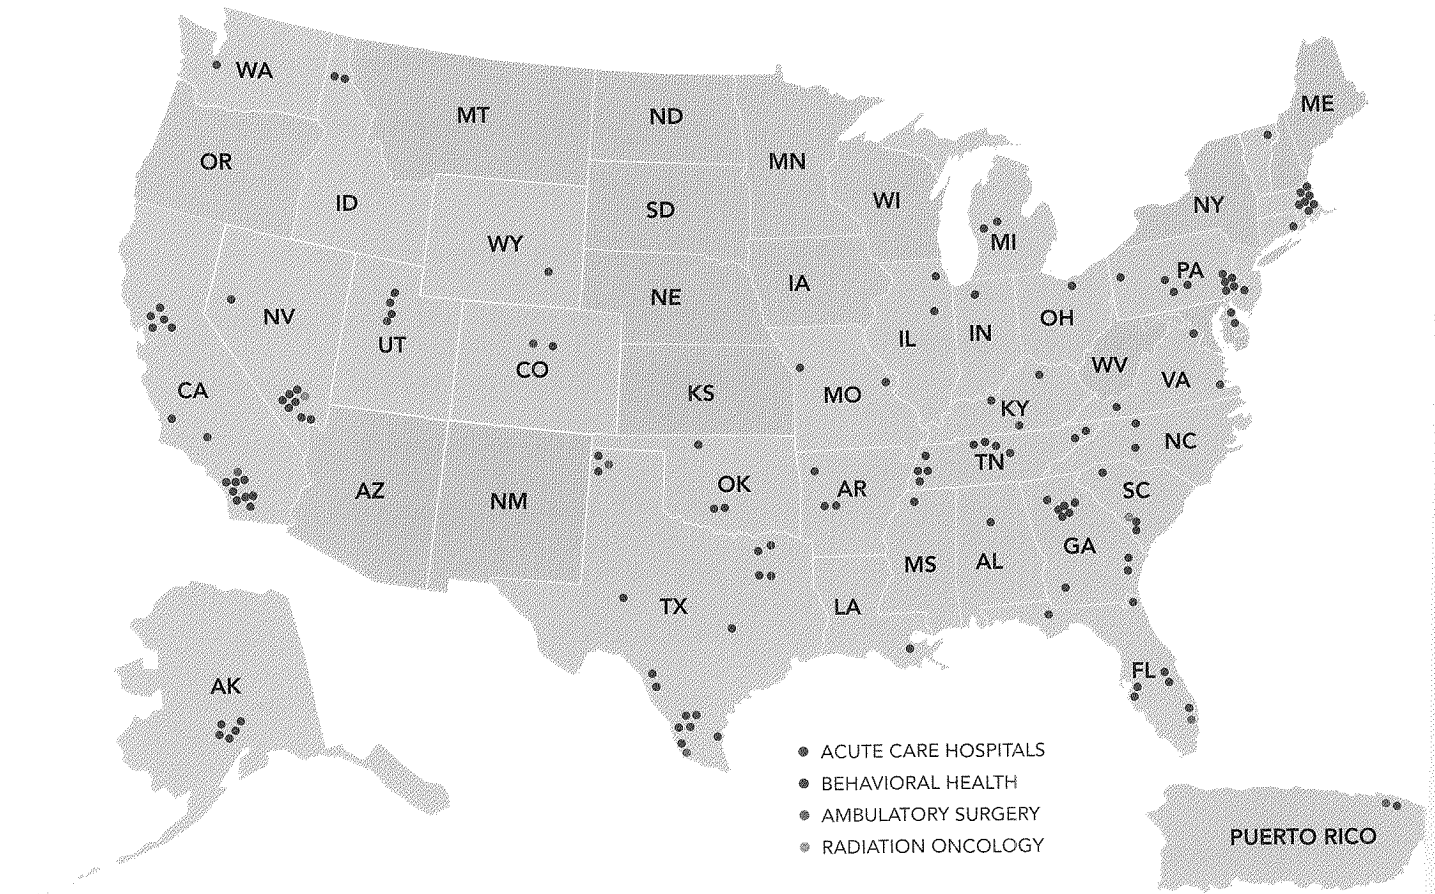 WA
MT
ND
ME
OR
MN
ID
SD
WI
NY
WY
MI
IA
PA
NE
NV
UT
IL
IN
OH
CO
WV
CA
KS
MO
VA
KY
NC
TN
AZ
NM
OK
AR
SC
MS
AL
GA
TX
LA
FL
AK
ACUTE CARE HOSPITALS
BEHAVIORAL HEALTH
AMBULATORY SURGERY
RADIATION ONCOLOGY
PUERTO RICO